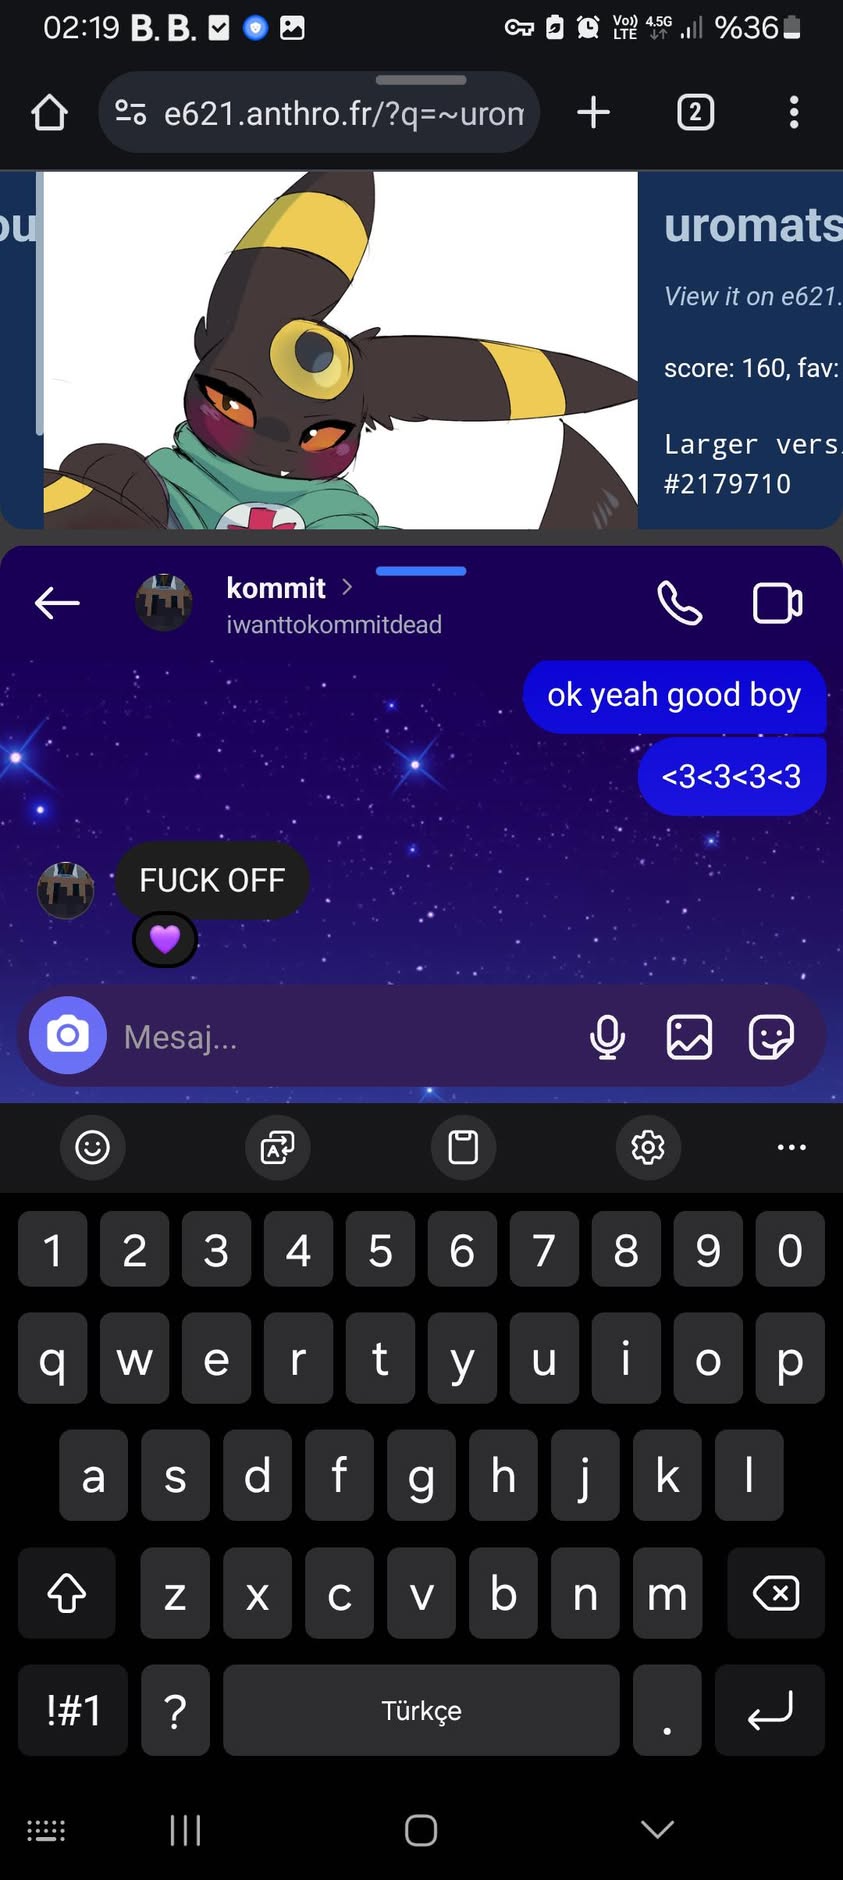 02:19 B. B. Vo)) LTE 4.5G %36
e621.anthro.fr/?q=~urom 2
ou
uromats
View it on e621.
score: 160, fav:
Larger vers.
#2179710
kommit
iwanttokommitdead
ok yeah good boy
<3<3<3<3
FUCK OFF
Mesaj...
1 2 3 4 5 6 7 8 9 0
q w e r t y u i o p
a s d f g h j k l
z x c v b n m
!#1 ? Türkçe .